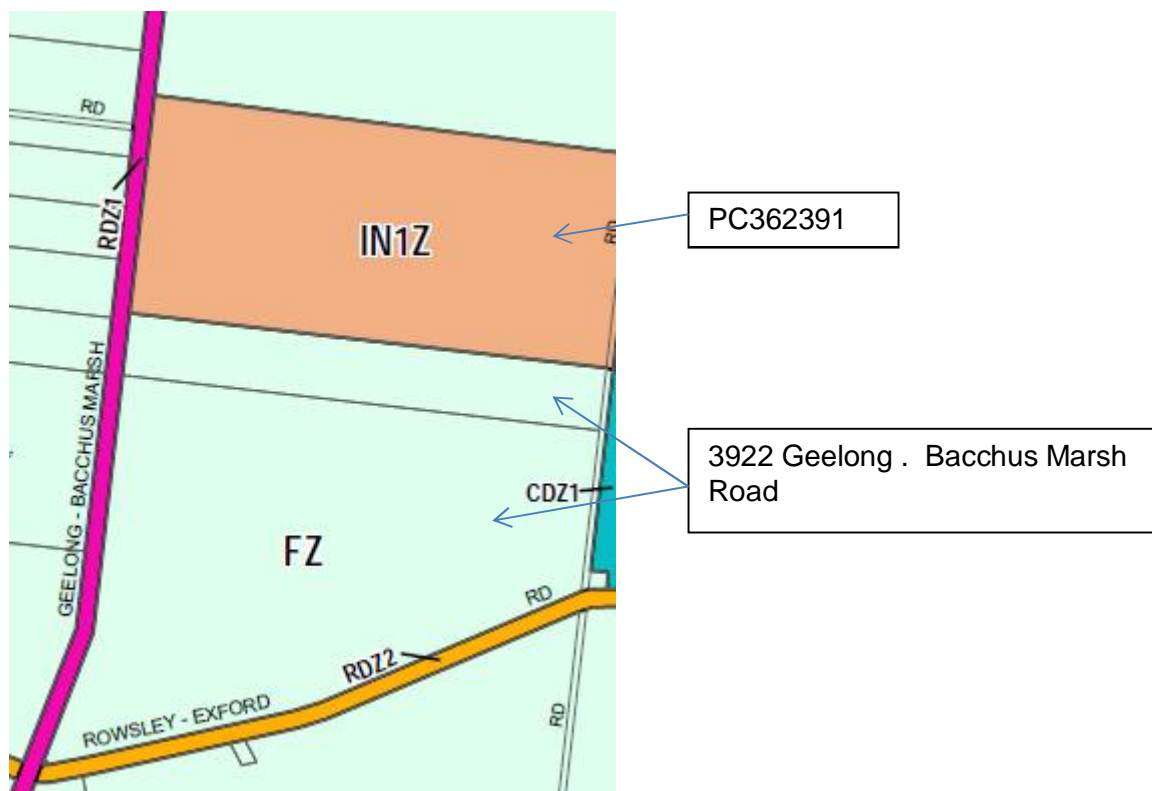 RD
RDZ1
IN1Z
RD
PC362391
GEELONG - BACCHUS MARSH
3922 Geelong . Bacchus Marsh
Road
CDZ1
FZ
RD
RDZ2
ROWSLEY - EXFORD
RD